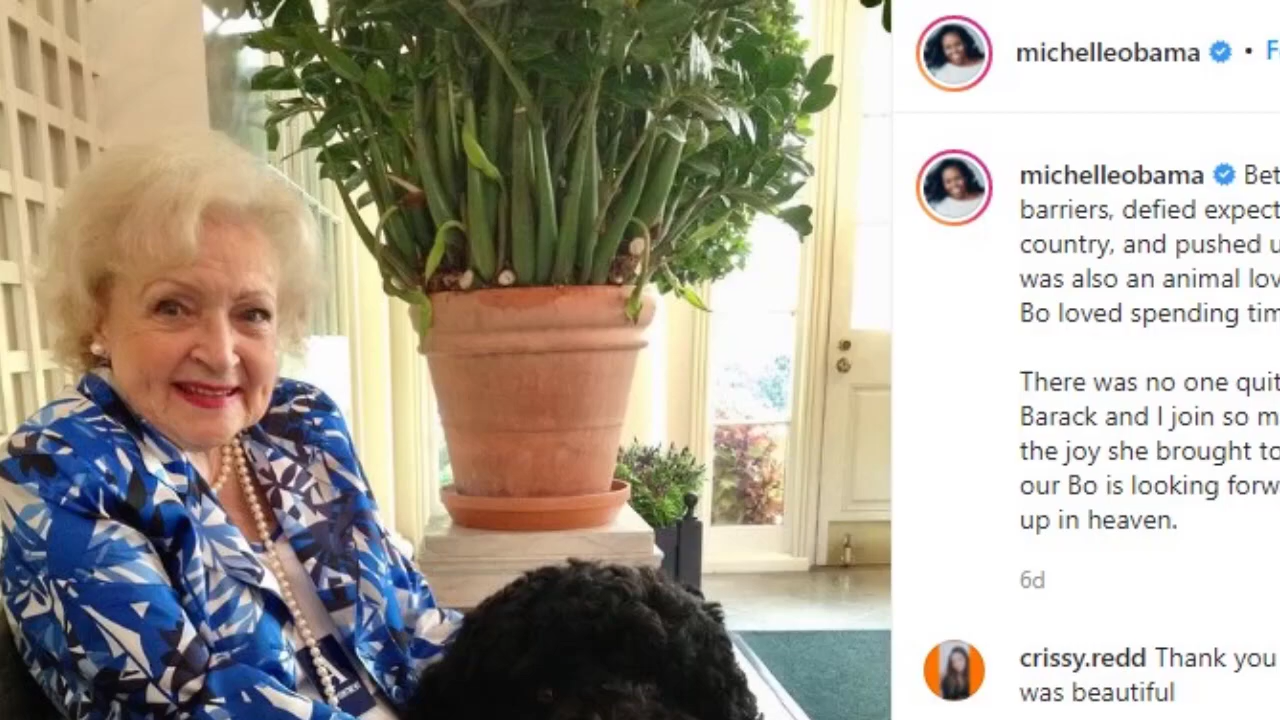 michelleobama • F
michelleobama Bet
barriers, defied expect
country, and pushed u
was also an animal lov
Bo loved spending tim
There was no one quit
Barack and I join so m
the joy she brought to
our Bo is looking forw
up in heaven.
6d
crissy.redd Thank you
was beautiful